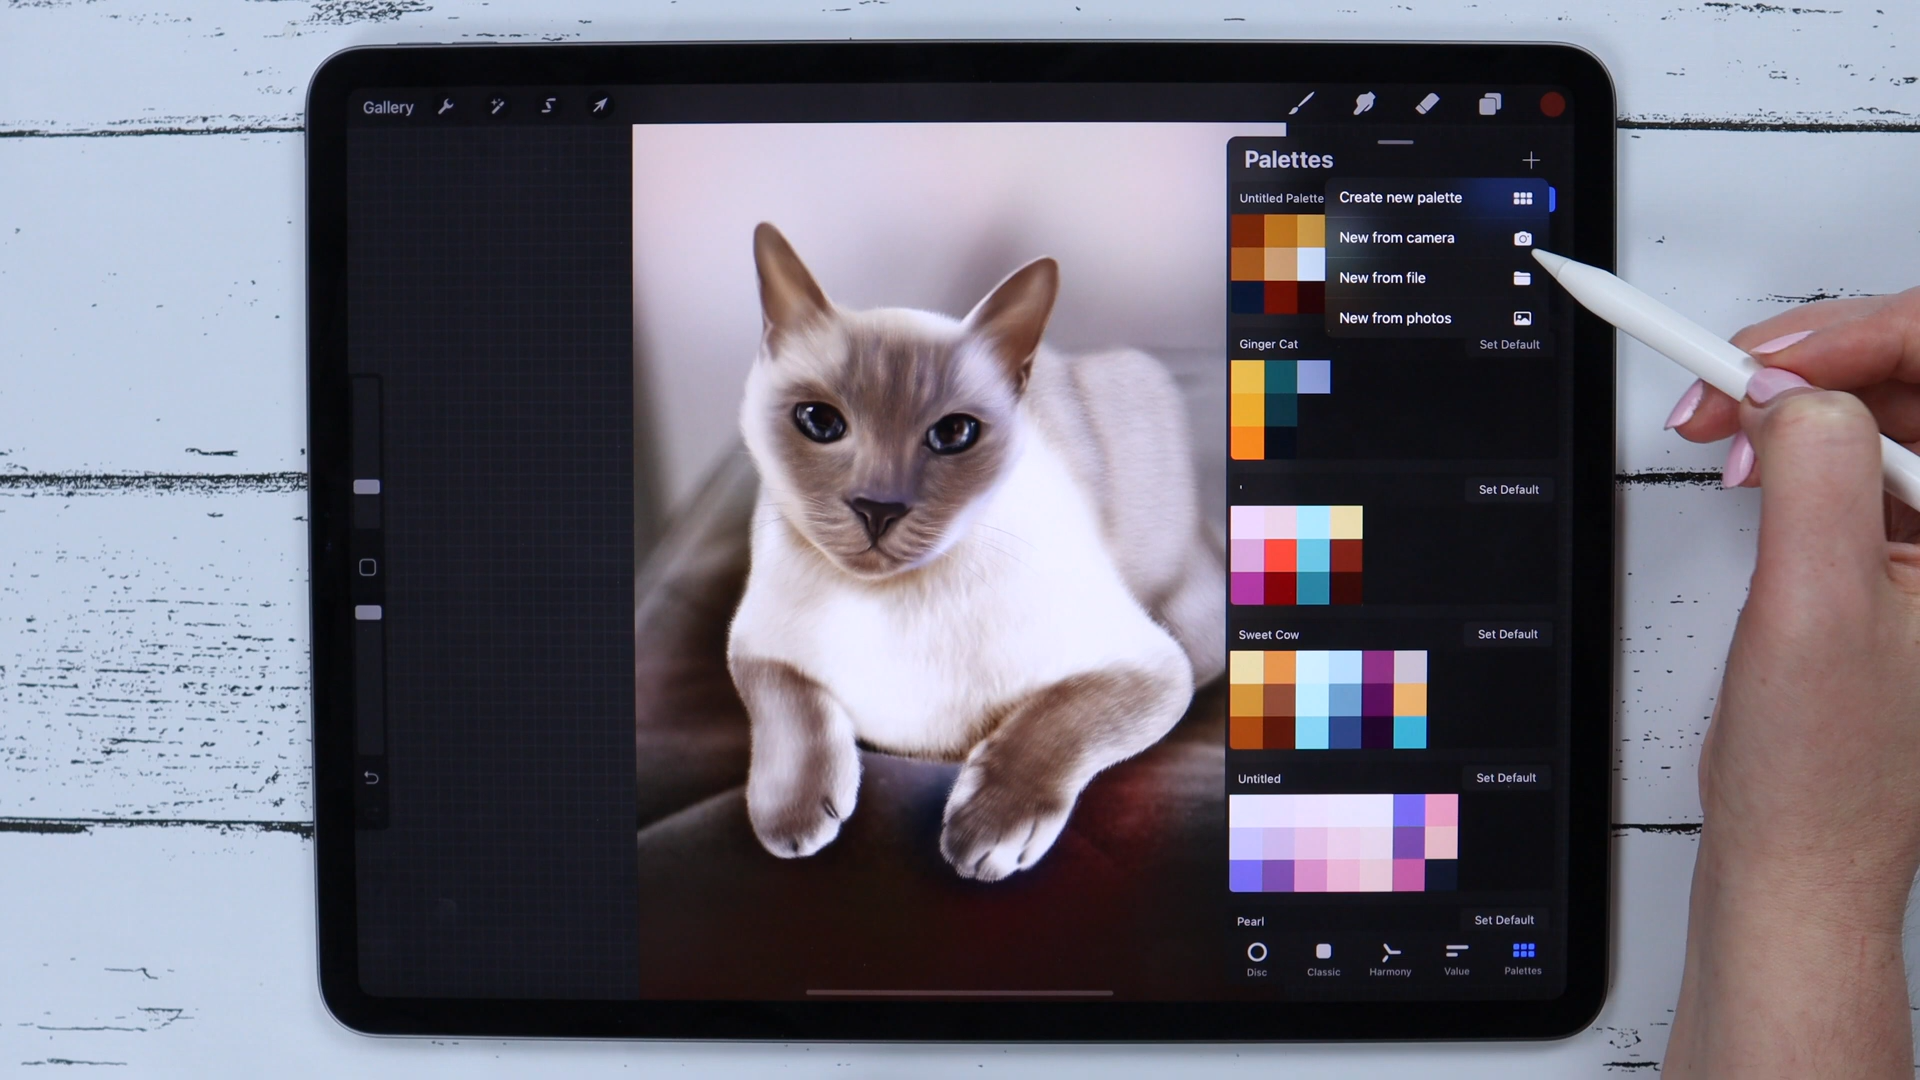 Gallery
Palettes
Untitled Palette
Create new palette
New from camera
New from file
New from photos
Ginger Cat
Set Default
'
Set Default
Sweet Cow
Set Default
Untitled
Set Default
Pearl
Set Default
Disc
Classic
Harmony
Value
Palettes